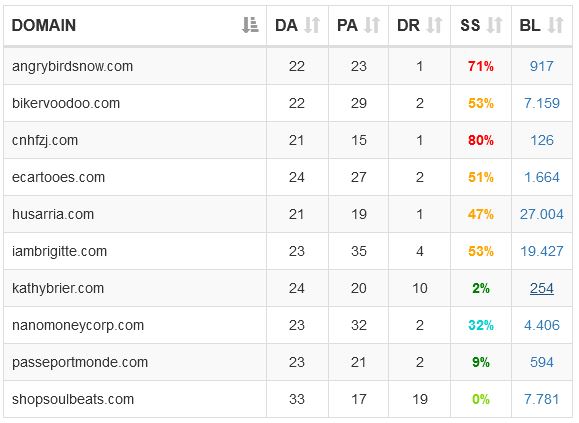 DOMAIN DA PA DR SS BL
angrybirdsnow.com 22 23 1 71% 917
bikervoodoo.com 22 29 2 53% 7.159
cnhfzj.com 21 15 1 80% 126
ecartooes.com 24 27 2 51% 1.664
husarria.com 21 19 1 47% 27.004
iambrigitte.com 23 35 4 53% 19.427
kathybrier.com 24 20 10 2% 254
nanomoneycorp.com 23 32 2 32% 4.406
passeportmonde.com 23 21 2 9% 594
shopsoulbeats.com 33 17 19 0% 7.781